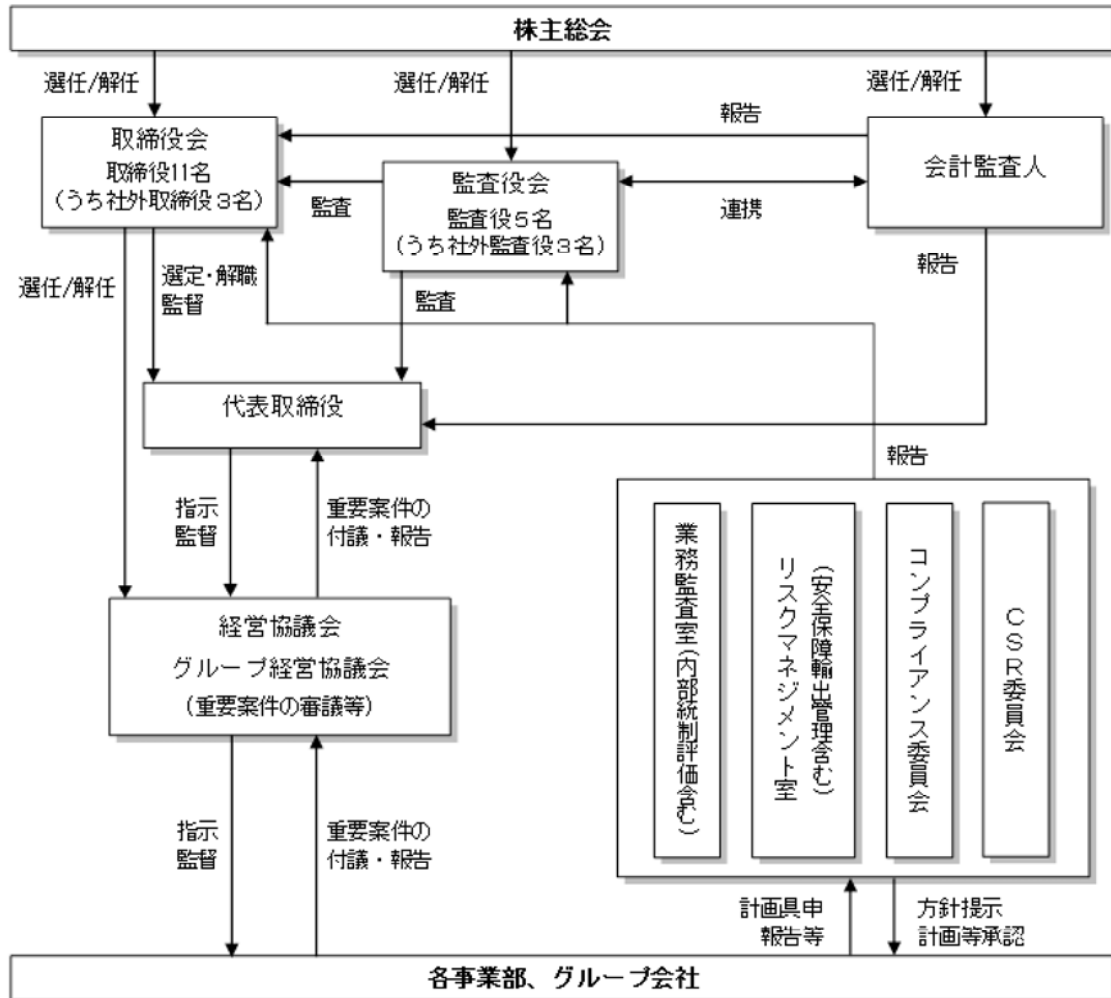 株主総会
選任/解任
選任/解任
選任/解任
取締役会
取締役11名
(うち社外取締役3名)
報告
会計監査人
監査
監査役会
監査役5名
(うち社外監査役3名)
連携
選任/解任
選定・解職
監督
監査
報告
代表取締役
報告
指示
監督
重要案件の
付議・報告
経営協議会
グループ経営協議会
(重要案件の審議等)
業務監査室(内部統制評価含む)
リスクマネジメント室
(安全保障輸出管理含む)
コンプライアンス委員会
CSR委員会
指示
監督
重要案件の
付議・報告
計画具申
報告等
方針提示
計画等承認
各事業部、グループ会社